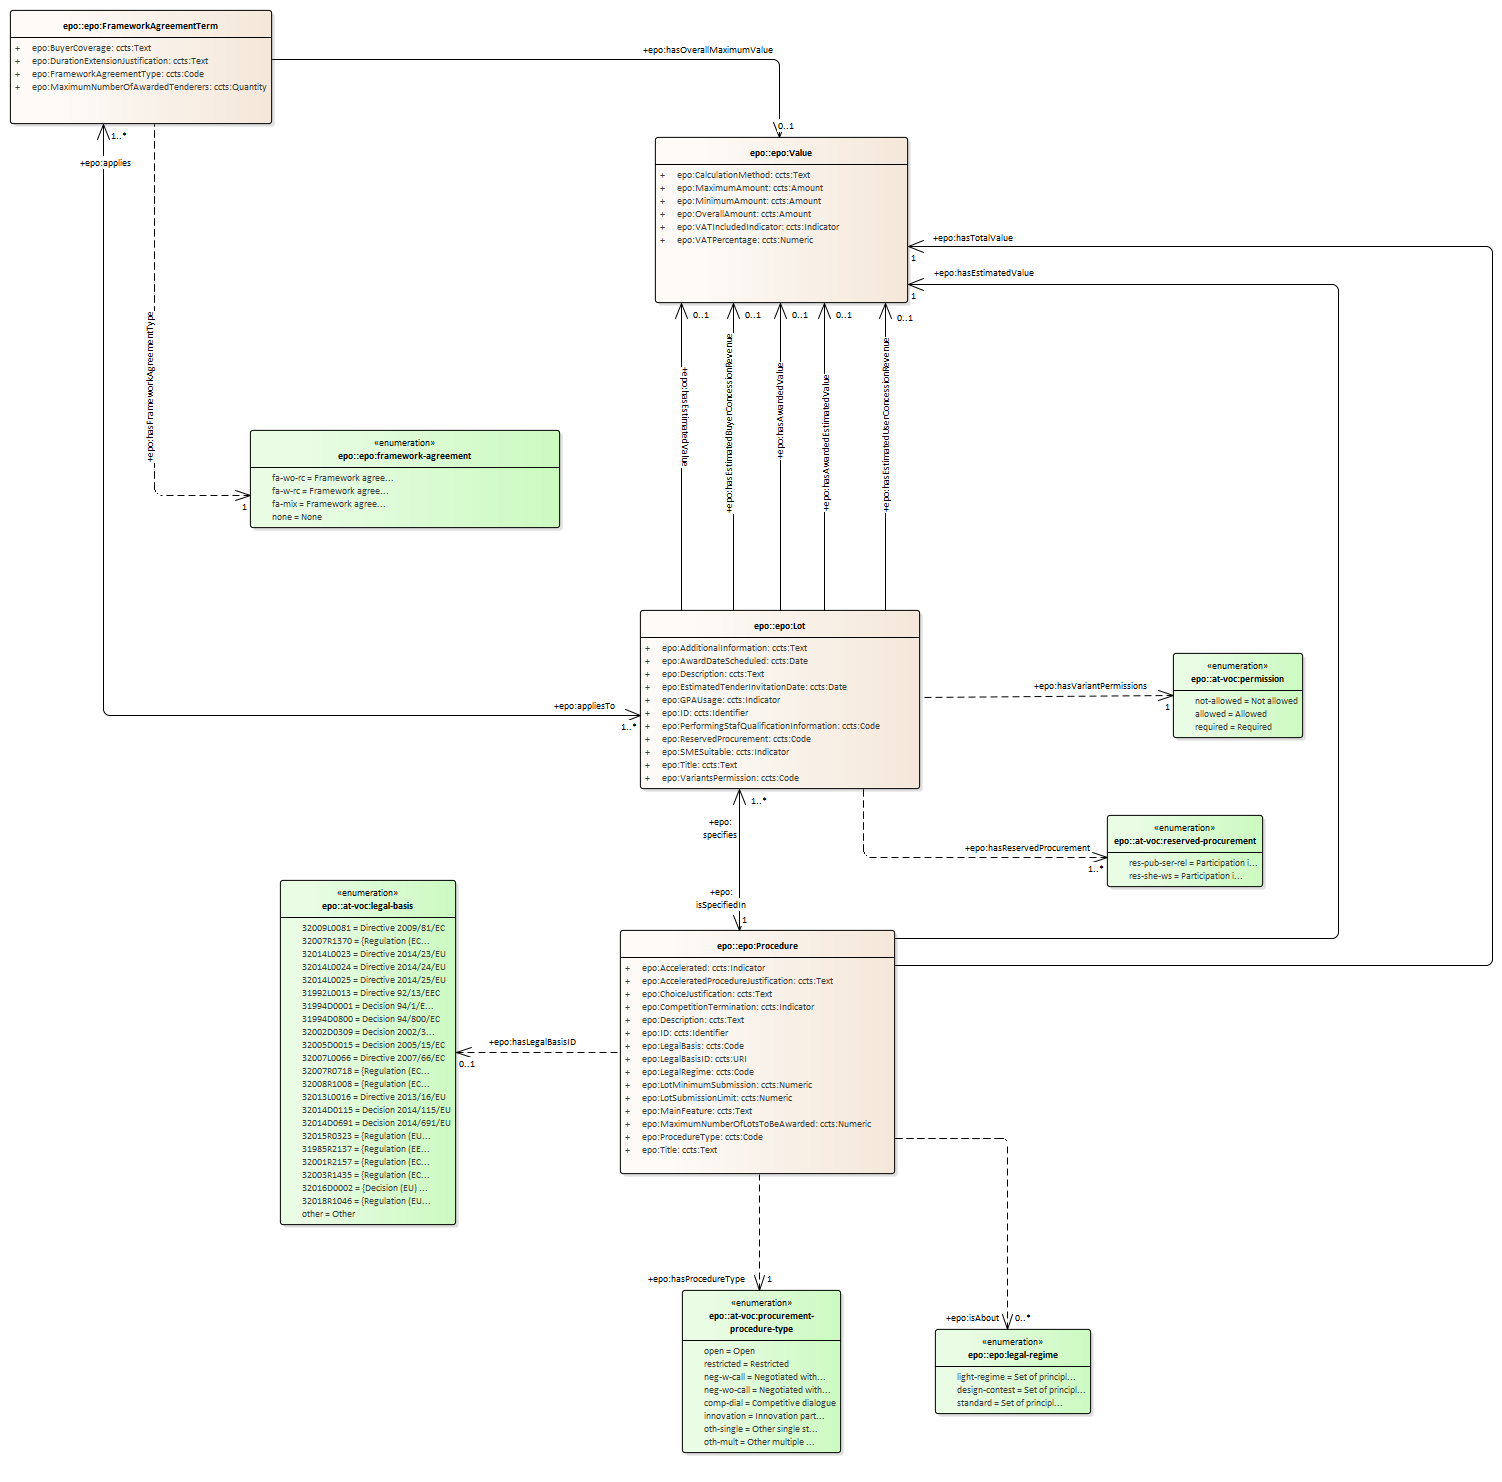 epo::epo:FrameworkAgreementTerm
+ epo:BuyerCoverage: ccts:Text
+ epo:DurationExtensionJustification: ccts:Text
+ epo:FrameworkAgreementType: ccts:Code
+ epo:MaximumNumberOfAwardedTenderers: ccts:Quantity
+epo:hasOverallMaximumValue
0..1
1..*
+epo:applies
epo::epo:Value
+ epo:CalculationMethod: ccts:Text
+ epo:MaximumAmount: ccts:Amount
+ epo:MinimumAmount: ccts:Amount
+ epo:OverallAmount: ccts:Amount
+ epo:VATIncludedIndicator: ccts:Indicator
+ epo:VATPercentage: ccts:Numeric
+epo:hasTotalValue
1
+epo:hasEstimatedValue
1
0..1
0..1
0..1
0..1
0..1
+epo:hasFrameworkAgreementType
+epo:hasEstimatedValue
+epo:hasEstimatedBuyerConcessionRevenue
+epo:hasAwardedValue
+epo:hasAwardedEstimatedValue
+epo:hasEstimatedUserConcessionRevenue
«enumeration»
epo::epo:framework-agreement
fa-wo-rc = Framework agree...
fa-w-rc = Framework agree...
fa-mix = Framework agree...
none = None
1
epo::epo:Lot
+ epo:AdditionalInformation: ccts:Text
+ epo:AwardDateScheduled: ccts:Date
+ epo:Description: ccts:Text
+ epo:EstimatedTenderInvitationDate: ccts:Date
+ epo:GPAUsage: ccts:Indicator
+ epo:ID: ccts:Identifier
+ epo:PerformingStafQualificationInformation: ccts:Code
+ epo:ReservedProcurement: ccts:Code
+ epo:SMESuitable: ccts:Indicator
+ epo:Title: ccts:Text
+ epo:VariantsPermission: ccts:Code
+epo:appliesTo
1..*
+epo:hasVariantPermissions
1
«enumeration»
epo::at-voc:permission
not-allowed = Not allowed
allowed = Allowed
required = Required
1..*
+epo:
specifies
+epo:hasReservedProcurement
1..*
«enumeration»
epo::at-voc:reserved-procurement
res-pub-ser-rel = Participation i...
res-she-ws = Participation i...
+epo:
isSpecifiedIn
1
«enumeration»
epo::at-voc:legal-basis
32009L0081 = Directive 2009/81/EC
32007R1370 = {Regulation (EC...
32014L0023 = Directive 2014/23/EU
32014L0024 = Directive 2014/24/EU
32014L0025 = Directive 2014/25/EU
31992L0013 = Directive 92/13/EEC
31994D0001 = Decision 94/1/E...
31994D0800 = Decision 94/800/EC
32002D0309 = Decision 2002/3...
32005D0015 = Decision 2005/15/EC
32007L0066 = Directive 2007/66/EC
32007R0718 = {Regulation (EC...
32008R1008 = {Regulation (EC...
32013L0016 = Directive 2013/16/EU
32014D0115 = Decision 2014/115/EU
32014D0691 = Decision 2014/691/EU
32015R0323 = {Regulation (EU...
31985R2137 = {Regulation (EE...
32001R2157 = {Regulation (EC...
32003R1435 = {Regulation (EC...
32016D0002 = {Decision (EU) ...
32018R1046 = {Regulation (EU...
other = Other
+epo:hasLegalBasisID
0..1
epo::epo:Procedure
+ epo:Accelerated: ccts:Indicator
+ epo:AcceleratedProcedureJustification: ccts:Text
+ epo:ChoiceJustification: ccts:Text
+ epo:CompetitionTermination: ccts:Indicator
+ epo:Description: ccts:Text
+ epo:ID: ccts:Identifier
+ epo:LegalBasis: ccts:Code
+ epo:LegalBasisID: ccts:URI
+ epo:LegalRegime: ccts:Code
+ epo:LotMinimumSubmission: ccts:Numeric
+ epo:LotSubmissionLimit: ccts:Numeric
+ epo:MainFeature: ccts:Text
+ epo:MaximumNumberOfLotsToBeAwarded: ccts:Numeric
+ epo:ProcedureType: ccts:Code
+ epo:Title: ccts:Text
+epo:hasProcedureType
1
«enumeration»
epo::at-voc:procurement-
procedure-type
open = Open
restricted = Restricted
neg-w-call = Negotiated with...
neg-wo-call = Negotiated with...
comp-dial = Competitive dialogue
innovation = Innovation part...
oth-single = Other single st...
oth-mult = Other multiple ...
+epo:isAbout
0..*
«enumeration»
epo::epo:legal-regime
light-regime = Set of principl...
design-contest = Set of principl...
standard = Set of principl...